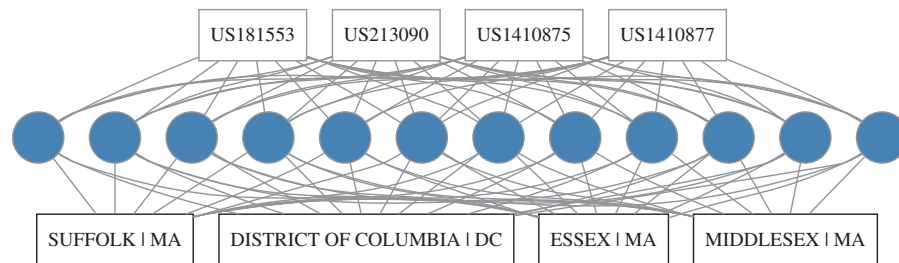 US181553 US213090 US1410875 US1410877
SUFFOLK | MA DISTRICT OF COLUMBIA | DC ESSEX | MA MIDDLESEX | MA